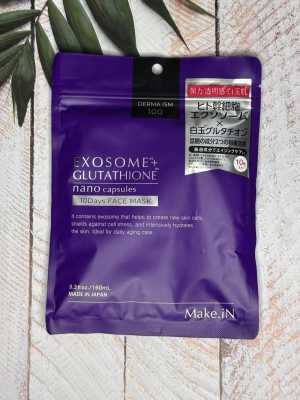 DERMA ISM
100
EXOSOME+
GLUTATHIONE
nano capsules
10Days FACE MASK
It contains exosome that helps to create new skin cells,
shields against cell stress, and intensively hydrates
the skin. Ideal for daily aging care.
MADE IN JAPAN
Make.iN
ヒト幹細胞
エクソソーム
×
白玉グルタチオン